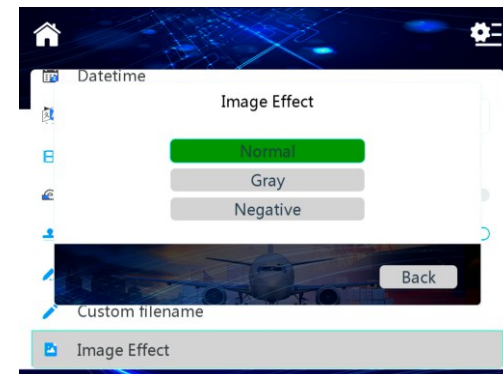 Datetime
Image Effect
Normal
Gray
Negative
Back
Custom filename
Image Effect